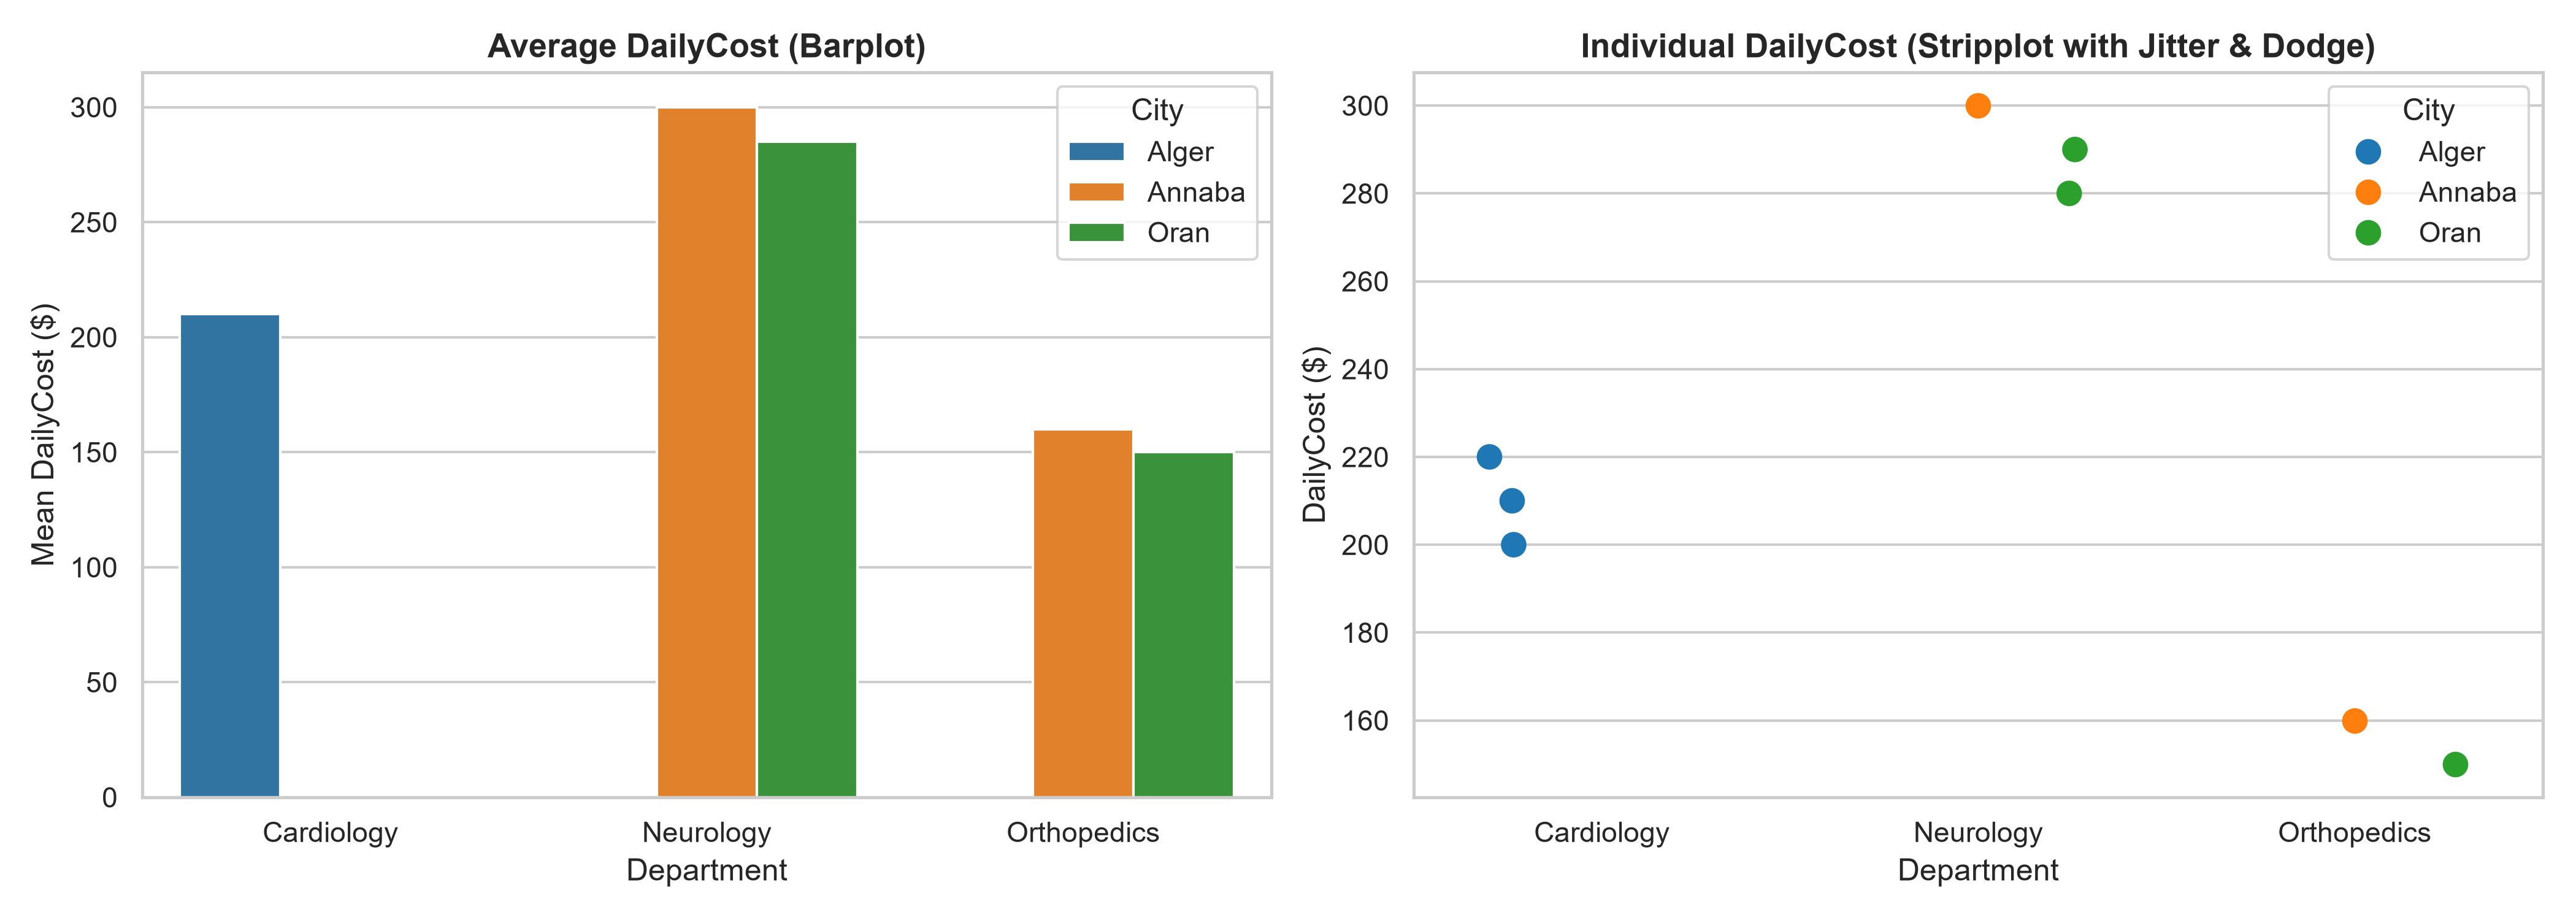 Average DailyCost (Barplot)
Mean DailyCost ($)
300
250
200
150
100
50
0
City
Alger
Annaba
Oran
Cardiology Neurology Orthopedics
Department
Individual DailyCost (Stripplot with Jitter & Dodge)
DailyCost ($)
300
280
260
240
220
200
180
160
City
Alger
Annaba
Oran
Cardiology Neurology Orthopedics
Department